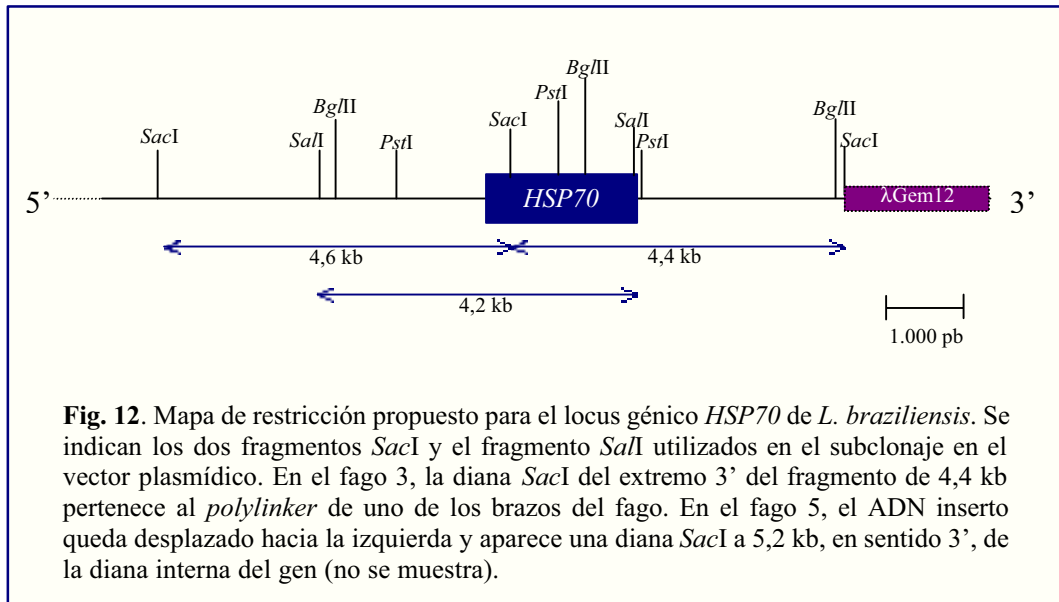 BglII
PstI
BglII
SacI
SalI
BglII
SacI
SalI
PstI
PstI
SacI
5’
HSP70
λGem12
3’
4,6 kb
4,4 kb
4,2 kb
1.000 pb
Fig. 12. Mapa de restricción propuesto para el locus génico HSP70 de L. braziliensis. Se
indican los dos fragmentos SacI y el fragmento SalI utilizados en el subclonaje en el
vector plasmídico. En el fago 3, la diana SacI del extremo 3’ del fragmento de 4,4 kb
pertenece al polylinker de uno de los brazos del fago. En el fago 5, el ADN inserto
queda desplazado hacia la izquierda y aparece una diana SacI a 5,2 kb, en sentido 3’, de
la diana interna del gen (no se muestra).